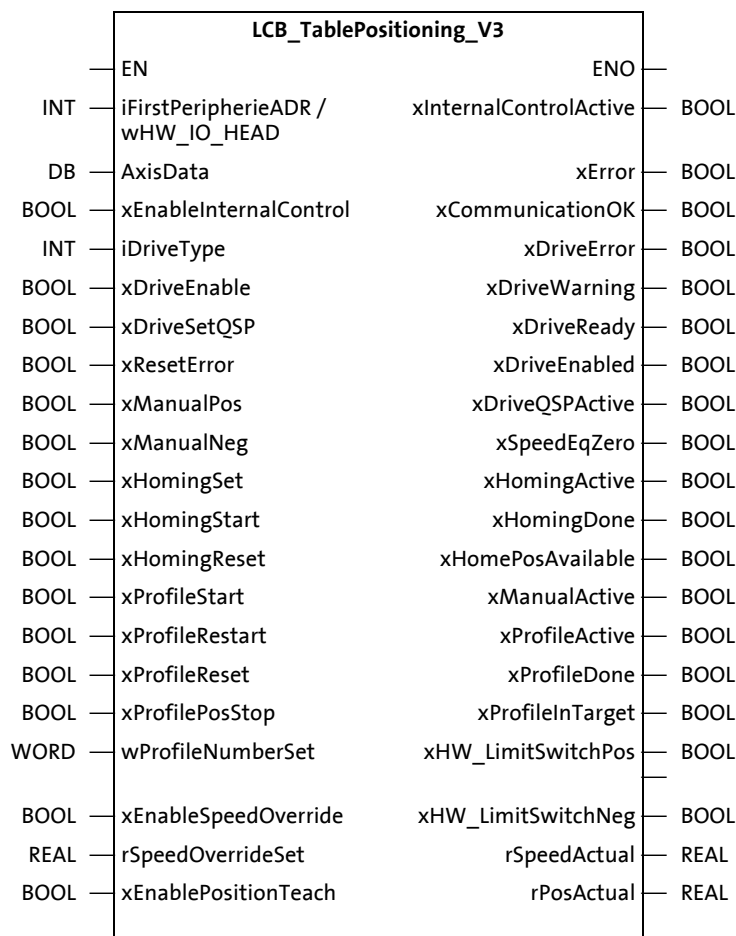 LCB_TablePositioning_V3
EN ENO
INT iFirstPeripherieADR / xInternalControlActive BOOL
wHW_IO_HEAD
DB AxisData xError BOOL
BOOL xEnableInternalControl xCommunicationOK BOOL
INT iDriveType xDriveError BOOL
BOOL xDriveEnable xDriveWarning BOOL
BOOL xDriveSetQSP xDriveReady BOOL
BOOL xResetError xDriveEnabled BOOL
BOOL xManualPos xDriveQSPActive BOOL
BOOL xManualNeg xSpeedEqZero BOOL
BOOL xHomingSet xHomingActive BOOL
BOOL xHomingStart xHomingDone BOOL
BOOL xHomingReset xHomePosAvailable BOOL
BOOL xProfileStart xManualActive BOOL
BOOL xProfileRestart xProfileActive BOOL
BOOL xProfileReset xProfileDone BOOL
BOOL xProfilePosStop xProfileInTarget BOOL
WORD wProfileNumberSet xHW_LimitSwitchPos BOOL
BOOL xEnableSpeedOverride xHW_LimitSwitchNeg BOOL
REAL rSpeedOverrideSet rSpeedActual REAL
BOOL xEnablePositionTeach rPosActual REAL